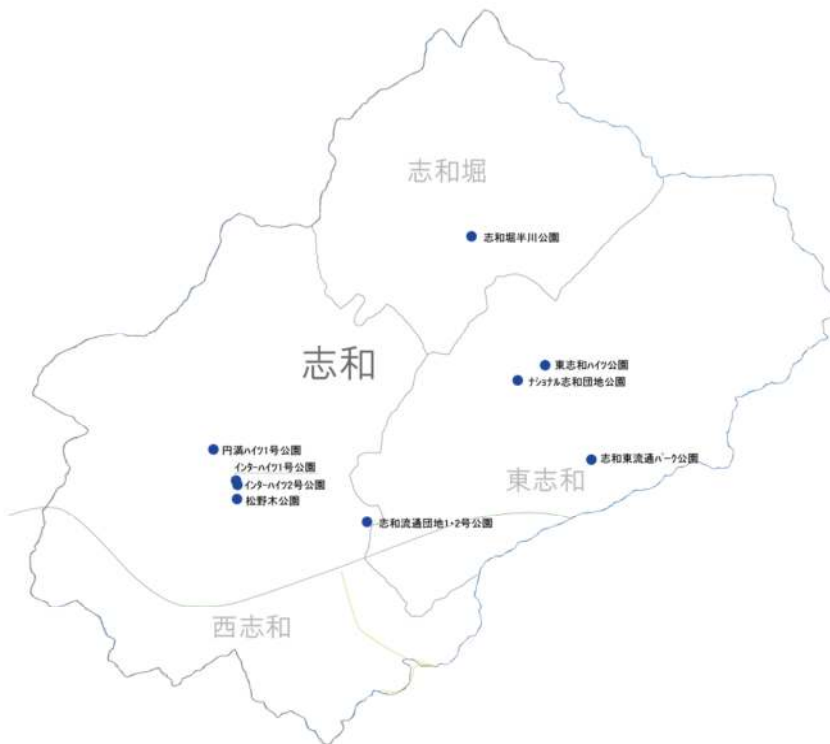 志和堀
志和堀半川公園
志和
東志和ハイツ公園
ナショナル志和団地公園
円満ハイツ1号公園
インターハイツ1号公園
インターハイツ2号公園
松野木公園
志和東流通パーク公園
東志和
志和流通団地1・2号公園
西志和